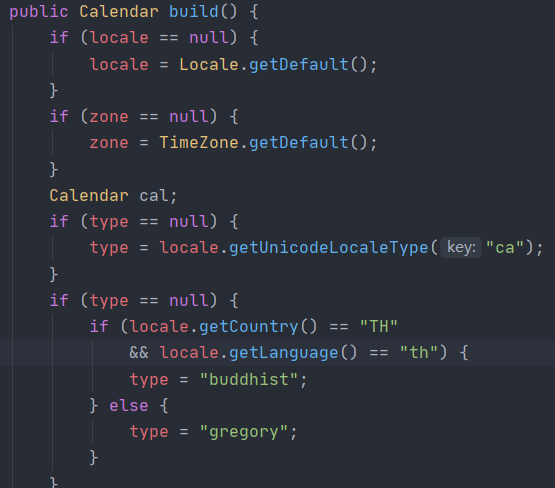 public Calendar build() {
    if (locale == null) {
        locale = Locale.getDefault();
    }
    if (zone == null) {
        zone = TimeZone.getDefault();
    }
    Calendar cal;
    if (type == null) {
        type = locale.getUnicodeLocaleType( key: "ca");
    }
    if (type == null) {
        if (locale.getCountry() == "TH"
            && locale.getLanguage() == "th") {
            type = "buddhist";
        } else {
            type = "gregory";
        }
    }